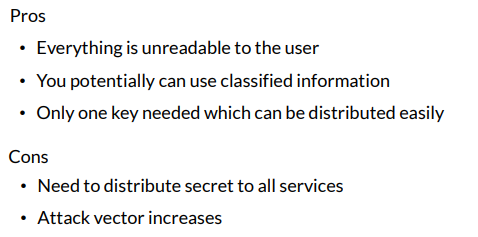 Pros
• Everything is unreadable to the user
• You potentially can use classified information
• Only one key needed which can be distributed easily
Cons
• Need to distribute secret to all services
• Attack vector increases